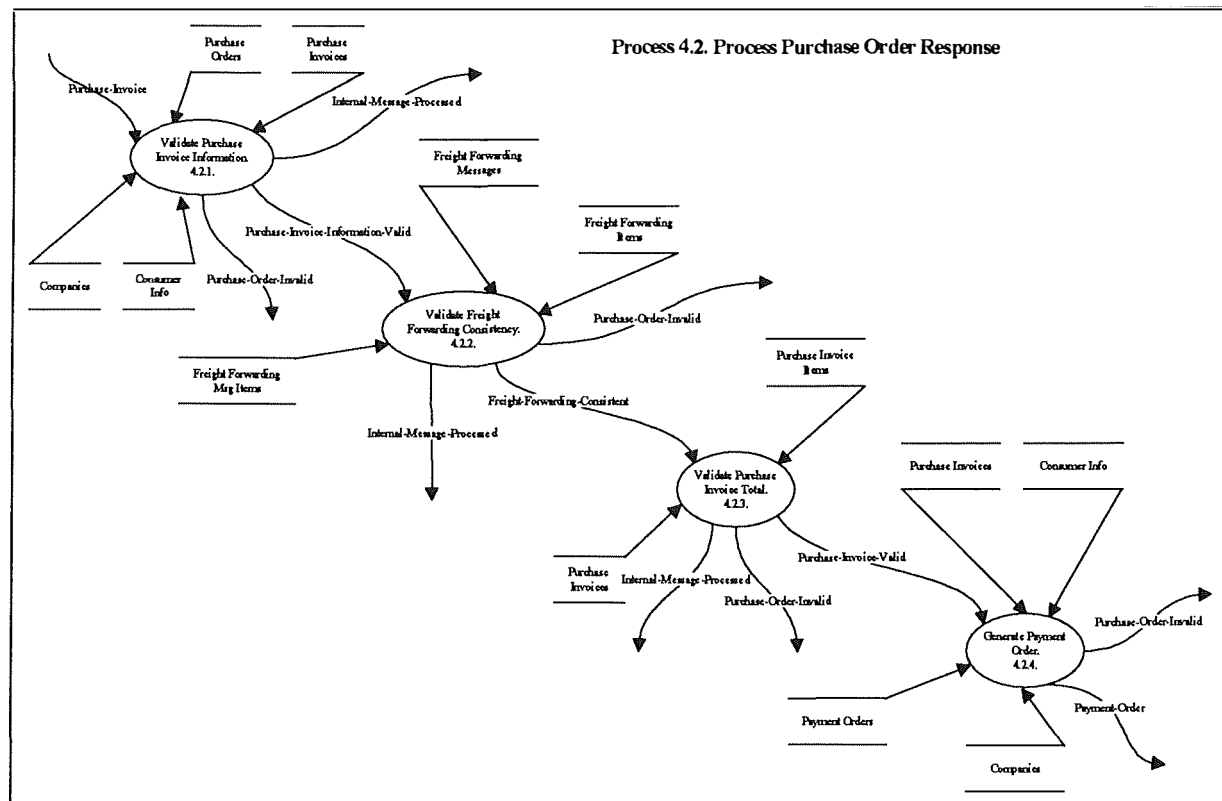 Process 4.2. Process Purchase Order Response
Purchase
Orders
Purchase
Invoices
Purchase-Invoice
Internal-Message-Processed
Validate Purchase
Invoice Information.
4.2.1.
Companies
Consumer
Info
Purchase-Order-Invalid
Purchase-Invoice-Information-Valid
Freight Forwarding
Messages
Freight Forwarding
Items
Validate Freight
Forwarding Consistency.
4.2.2.
Purchase-Order-Invalid
Freight Forwarding
Msg Items
Internal-Message-Processed
Freight-Forwarding-Consistent
Purchase Invoice
Items
Validate Purchase
Invoice Total.
4.2.3.
Purchase
Invoices
Internal-Message-Processed
Purchase-Order-Invalid
Purchase-Invoice-Valid
Purchase Invoices
Consumer Info
Generate Payment
Order.
4.2.4.
Purchase-Order-Invalid
Payment Orders
Payment-Order
Companies